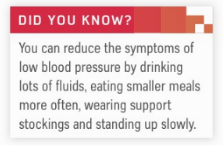 DID YOU KNOW?
You can reduce the symptoms of
low blood pressure by drinking
lots of fluids, eating smaller meals
more often, wearing support
stockings and standing up slowly.